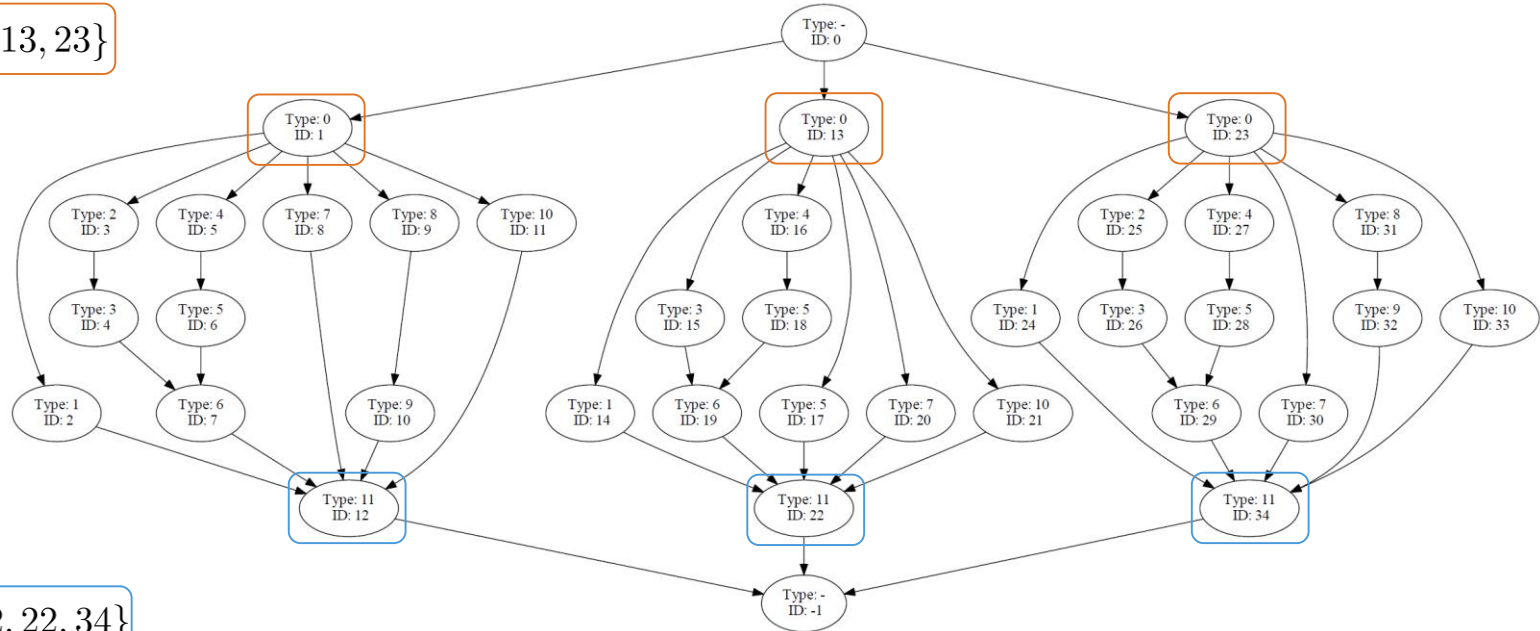 13, 23}
Type: -
ID: 0
Type: 0
ID: 1
Type: 0
ID: 13
Type: 0
ID: 23
Type: 2
ID: 3
Type: 4
ID: 5
Type: 7
ID: 8
Type: 8
ID: 9
Type: 10
ID: 11
Type: 4
ID: 16
Type: 2
ID: 25
Type: 4
ID: 27
Type: 8
ID: 31
Type: 3
ID: 4
Type: 5
ID: 6
Type: 3
ID: 15
Type: 5
ID: 18
Type: 1
ID: 24
Type: 3
ID: 26
Type: 5
ID: 28
Type: 9
ID: 32
Type: 10
ID: 33
Type: 1
ID: 2
Type: 6
ID: 7
Type: 9
ID: 10
Type: 1
ID: 14
Type: 6
ID: 19
Type: 5
ID: 17
Type: 7
ID: 20
Type: 10
ID: 21
Type: 6
ID: 29
Type: 7
ID: 30
Type: 11
ID: 12
Type: 11
ID: 22
Type: 11
ID: 34
Type: -
ID: -1
, 22, 34}